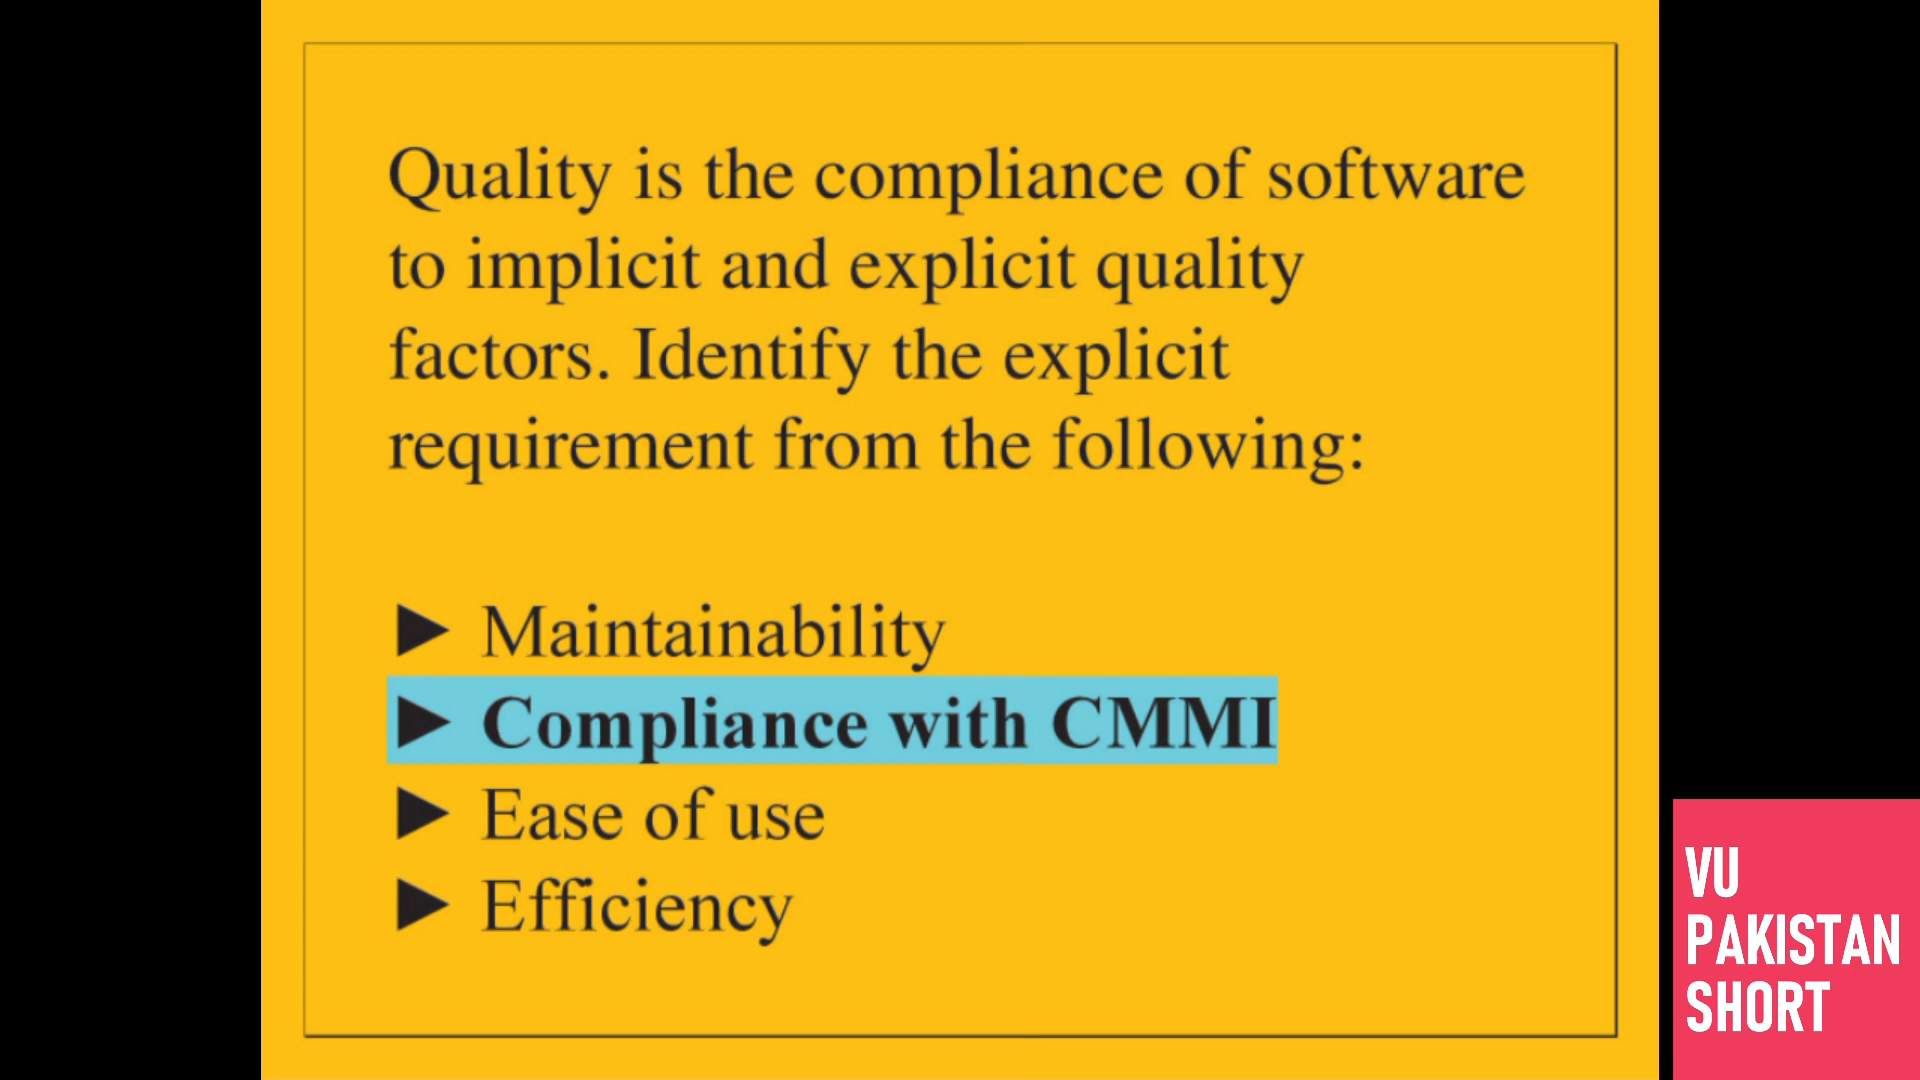 Quality is the compliance of software
to implicit and explicit quality
factors. Identify the explicit
requirement from the following:
► Maintainability
► Compliance with CMMI
► Ease of use
► Efficiency
VU
PAKISTAN
SHORT